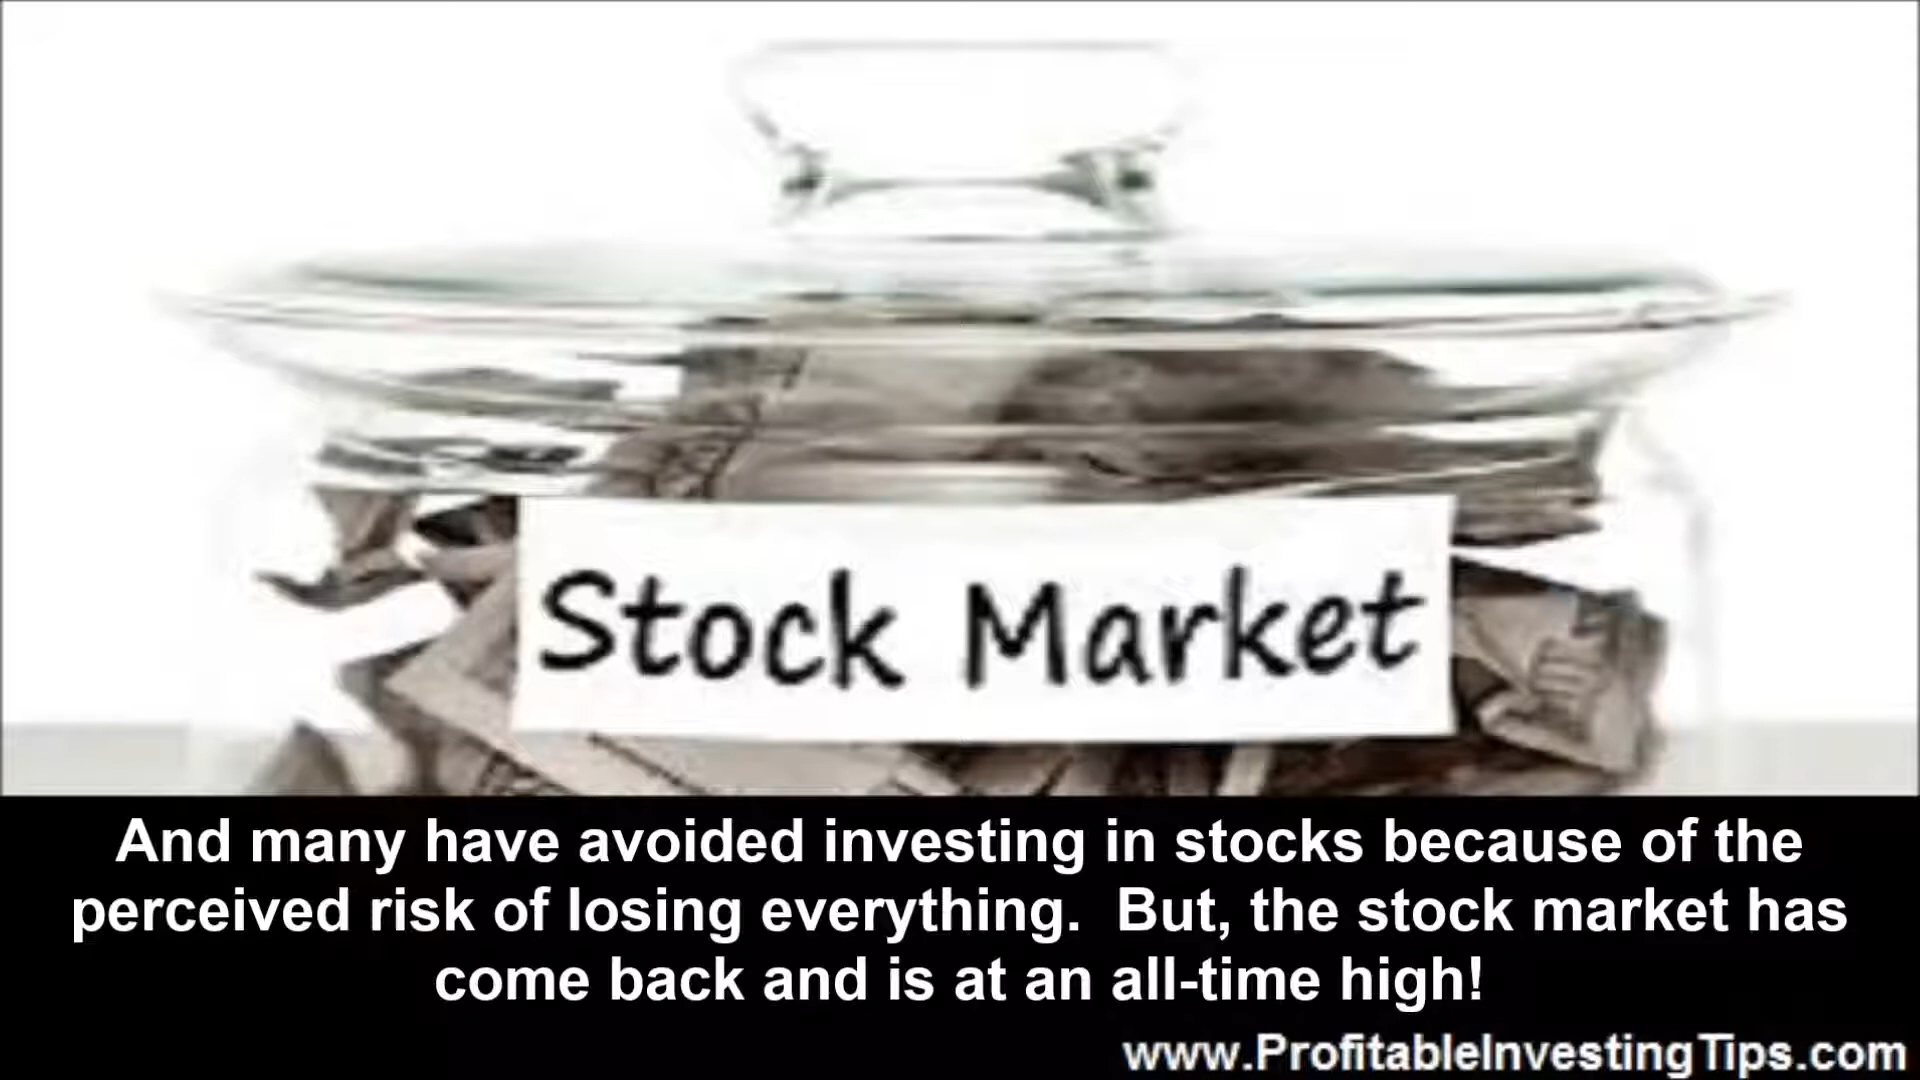 Stock Market
And many have avoided investing in stocks because of the
perceived risk of losing everything.  But, the stock market has
come back and is at an all-time high!
www.ProfitableInvestingTips.com